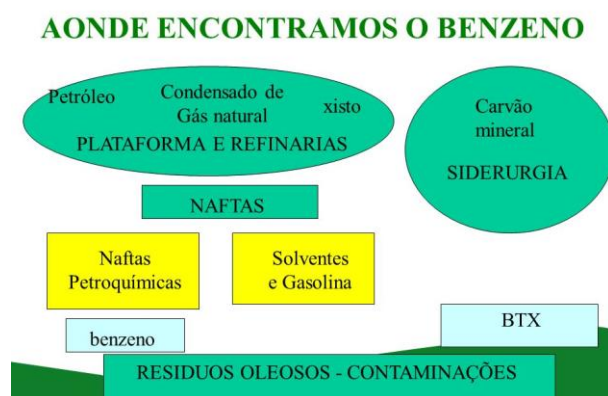 AONDE ENCONTRAMOS O BENZENO
Petróleo
Condensado de
Gás natural
xisto
PLATAFORMA E REFINARIAS
Carvão
mineral
SIDERURGIA
NAFTAS
Naftas
Petroquímicas
Solventes
e Gasolina
benzeno
BTX
RESIDUOS OLEOSOS - CONTAMINAÇÕES